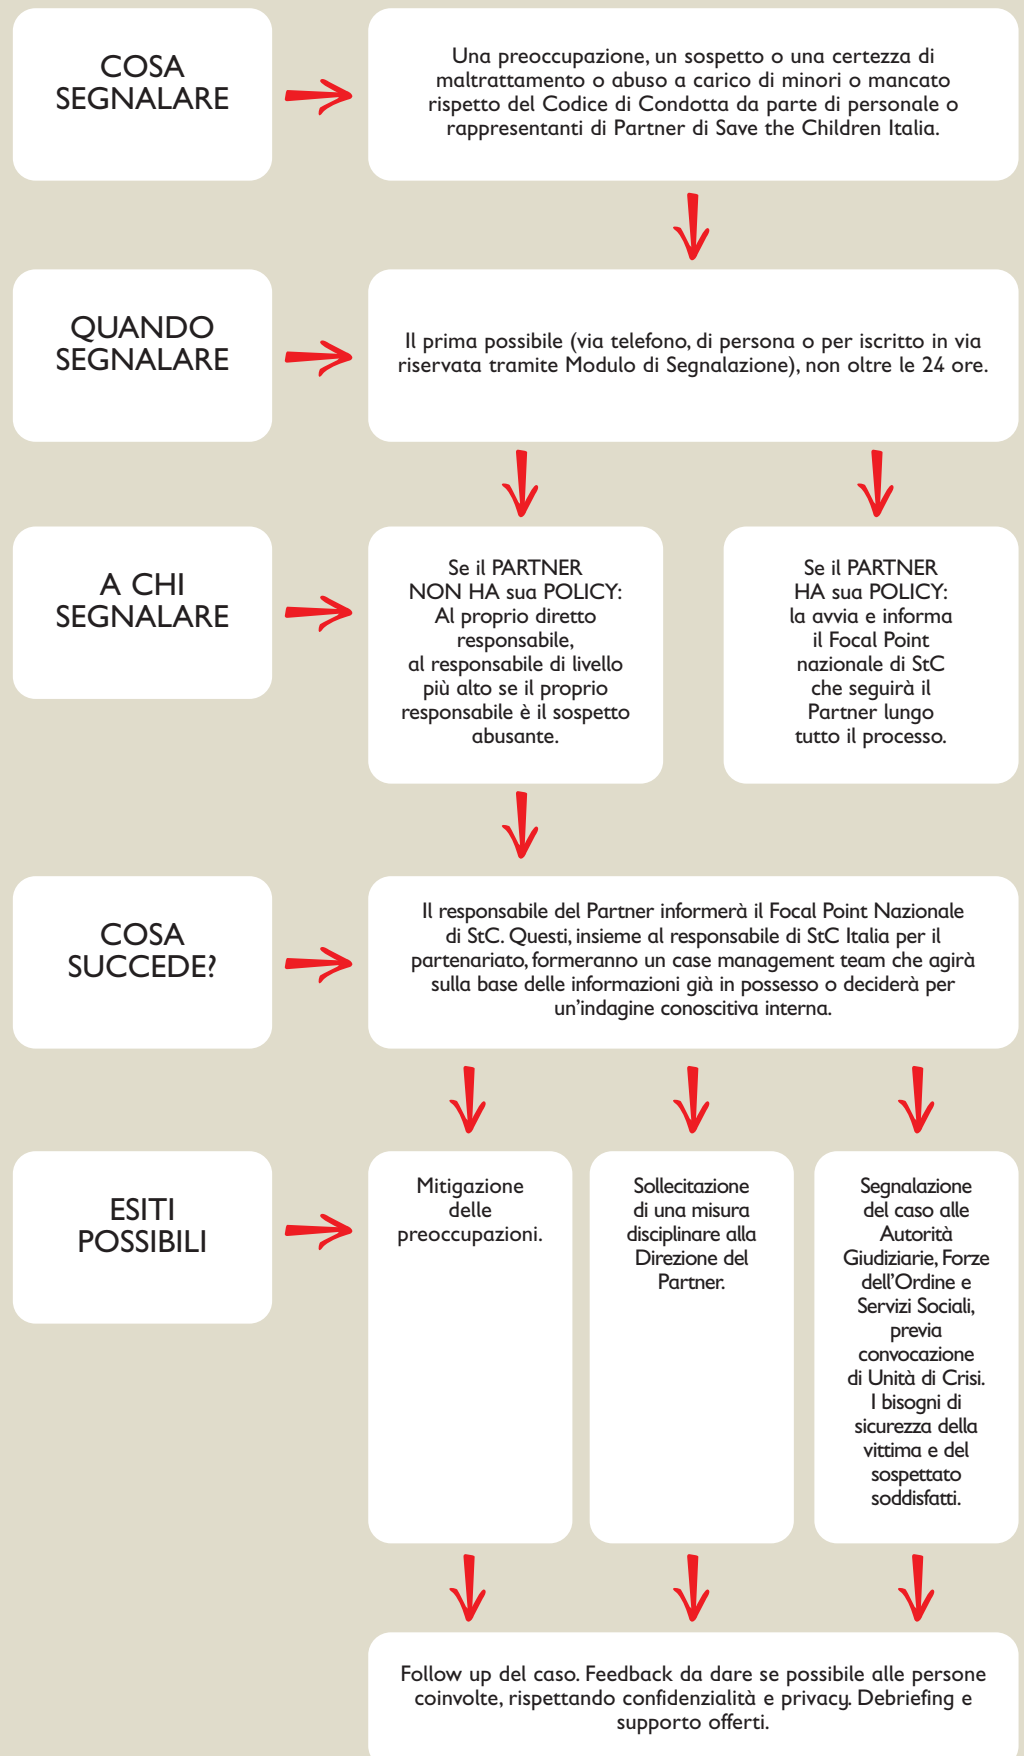 COSA
SEGNALARE
Una preoccupazione, un sospetto o una certezza di
maltrattamento o abuso a carico di minori o mancato
rispetto del Codice di Condotta da parte di personale o
rappresentanti di Partner di Save the Children Italia.
QUANDO
SEGNALARE
Il prima possibile (via telefono, di persona o per iscritto in via
riservata tramite Modulo di Segnalazione), non oltre le 24 ore.
A CHI
SEGNALARE
Se il PARTNER
NON HA sua POLICY:
Al proprio diretto
responsabile,
al responsabile di livello
più alto se il proprio
responsabile è il sospetto
abusante.
Se il PARTNER
HA sua POLICY:
la avvia e informa
il Focal Point
nazionale di StC
che seguirà il
Partner lungo
tutto il processo.
COSA
SUCCEDE?
Il responsabile del Partner informerà il Focal Point Nazionale
di StC. Questi, insieme al responsabile di StC Italia per il
partenariato, formeranno un case management team che agirà
sulla base delle informazioni già in possesso o deciderà per
un'indagine conoscitiva interna.
ESITI
POSSIBILI
Mitigazione
delle
preoccupazioni.
Sollecitazione
di una misura
disciplinare alla
Direzione del
Partner.
Segnalazione
del caso alle
Autorità
Giudiziarie, Forze
dell'Ordine e
Servizi Sociali,
previa
convocazione
di Unità di Crisi.
I bisogni di
sicurezza della
vittima e del
sospettato
soddisfatti.
Follow up del caso. Feedback da dare se possibile alle persone
coinvolte, rispettando confidenzialità e privacy. Debriefing e
supporto offerti.